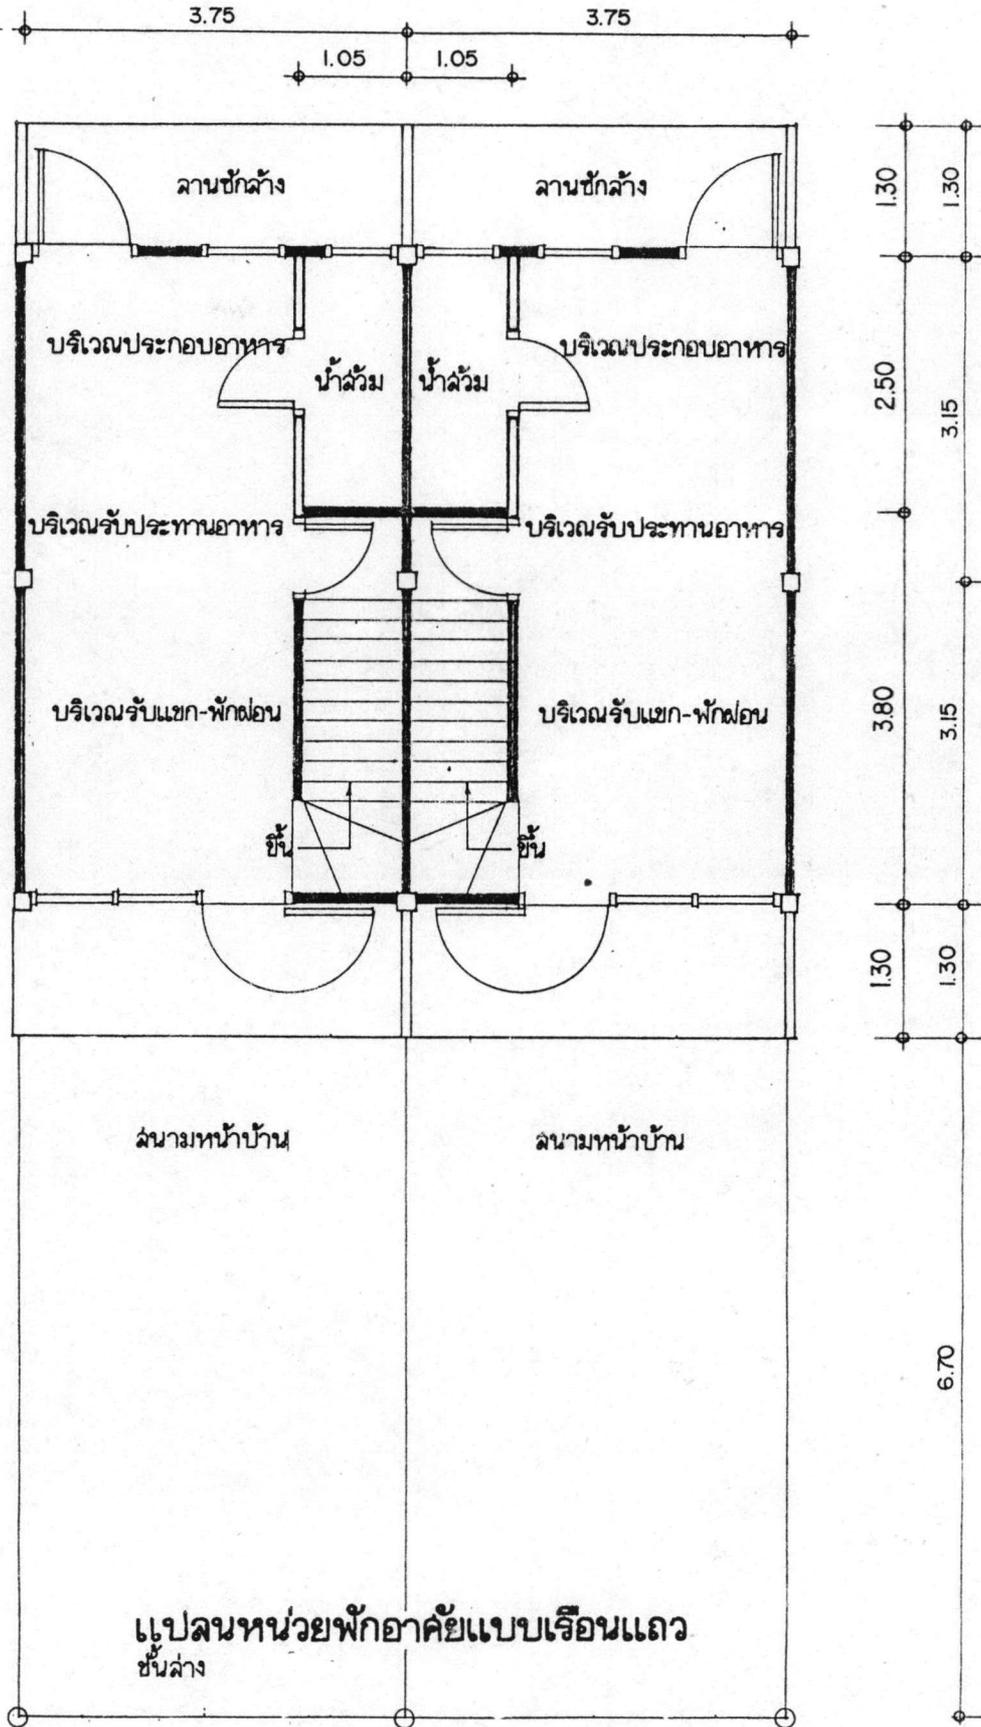 3.75 3.75
1.05 1.05
ลานซักล้าง ลานซักล้าง
1.30 1.30
บริเวณประกอบอาหาร บริเวณประกอบอาหาร
น้ำส้วม น้ำส้วม
2.50
3.15
บริเวณรับประทานอาหาร บริเวณรับประทานอาหาร
บริเวณรับแขก-พักผ่อน บริเวณรับแขก-พักผ่อน
3.80 3.15
ขึ้น ขึ้น
1.30 1.30
สนามหน้าบ้าน สนามหน้าบ้าน
6.70
แปลนหน่วยพักอาศัยแบบเรือนแถว
ชั้นล่าง